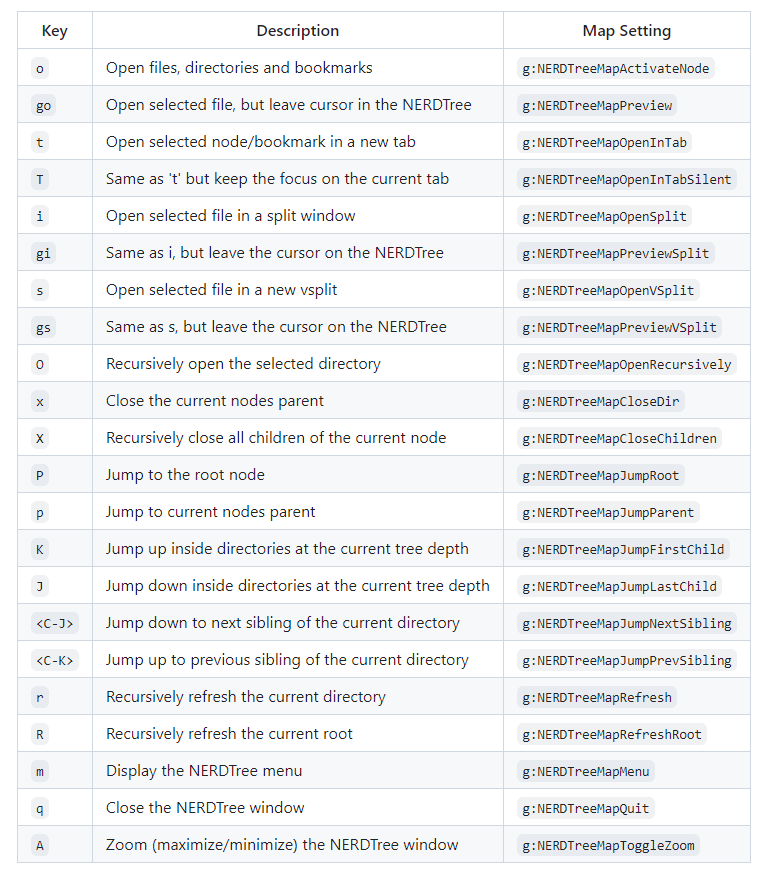 Key Description Map Setting
o Open files, directories and bookmarks g:NERDTreeMapActivateNode
go Open selected file, but leave cursor in the NERDTree g:NERDTreeMapPreview
t Open selected node/bookmark in a new tab g:NERDTreeMapOpenInTab
T Same as 't' but keep the focus on the current tab g:NERDTreeMapOpenInTabSilent
i Open selected file in a split window g:NERDTreeMapOpenSplit
gi Same as i, but leave the cursor on the NERDTree g:NERDTreeMapPreviewSplit
s Open selected file in a new vsplit g:NERDTreeMapOpenVSplit
gs Same as s, but leave the cursor on the NERDTree g:NERDTreeMapPreviewVSplit
O Recursively open the selected directory g:NERDTreeMapOpenRecursively
x Close the current nodes parent g:NERDTreeMapCloseDir
X Recursively close all children of the current node g:NERDTreeMapCloseChildren
P Jump to the root node g:NERDTreeMapJumpRoot
p Jump to current nodes parent g:NERDTreeMapJumpParent
K Jump up inside directories at the current tree depth g:NERDTreeMapJumpFirstChild
J Jump down inside directories at the current tree depth g:NERDTreeMapJumpLastChild
<C-J> Jump down to next sibling of the current directory g:NERDTreeMapJumpNextSibling
<C-K> Jump up to previous sibling of the current directory g:NERDTreeMapJumpPrevSibling
r Recursively refresh the current directory g:NERDTreeMapRefresh
R Recursively refresh the current root g:NERDTreeMapRefreshRoot
m Display the NERDTree menu g:NERDTreeMapMenu
q Close the NERDTree window g:NERDTreeMapQuit
A Zoom (maximize/minimize) the NERDTree window g:NERDTreeMapToggleZoom